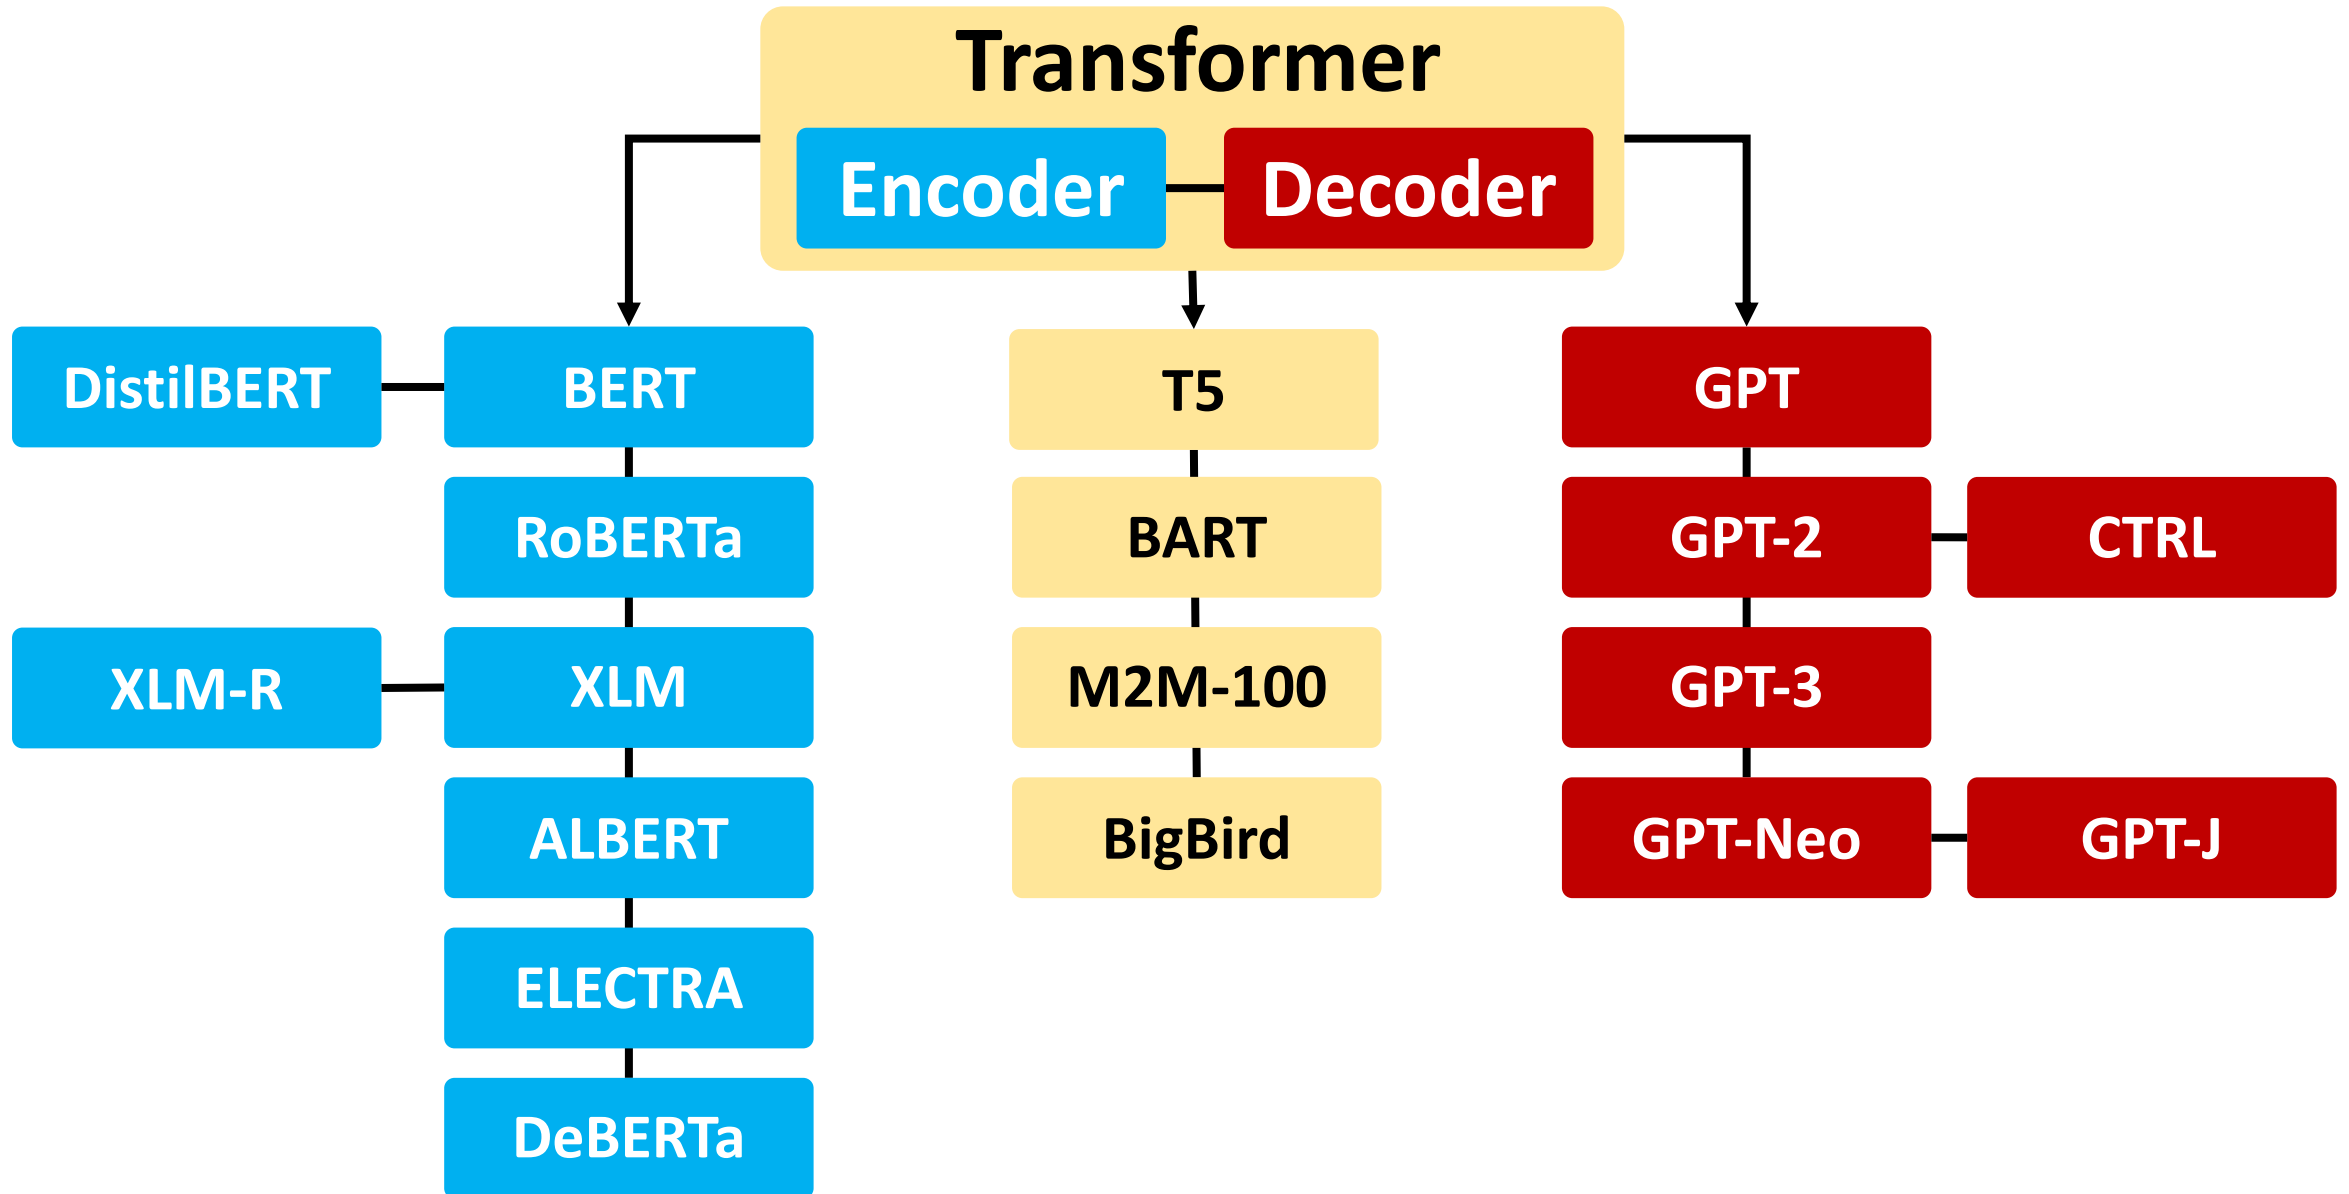 Transformer
Encoder
Decoder
DistilBERT
BERT
T5
GPT
RoBERTa
BART
GPT-2
CTRL
XLM-R
XLM
M2M-100
GPT-3
ALBERT
BigBird
GPT-Neo
GPT-J
ELECTRA
DeBERTa